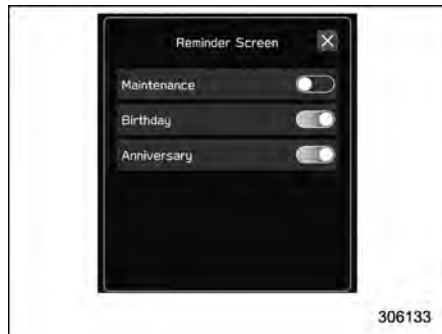 Reminder Screen
Maintenance
Birthday
Anniversary
306133